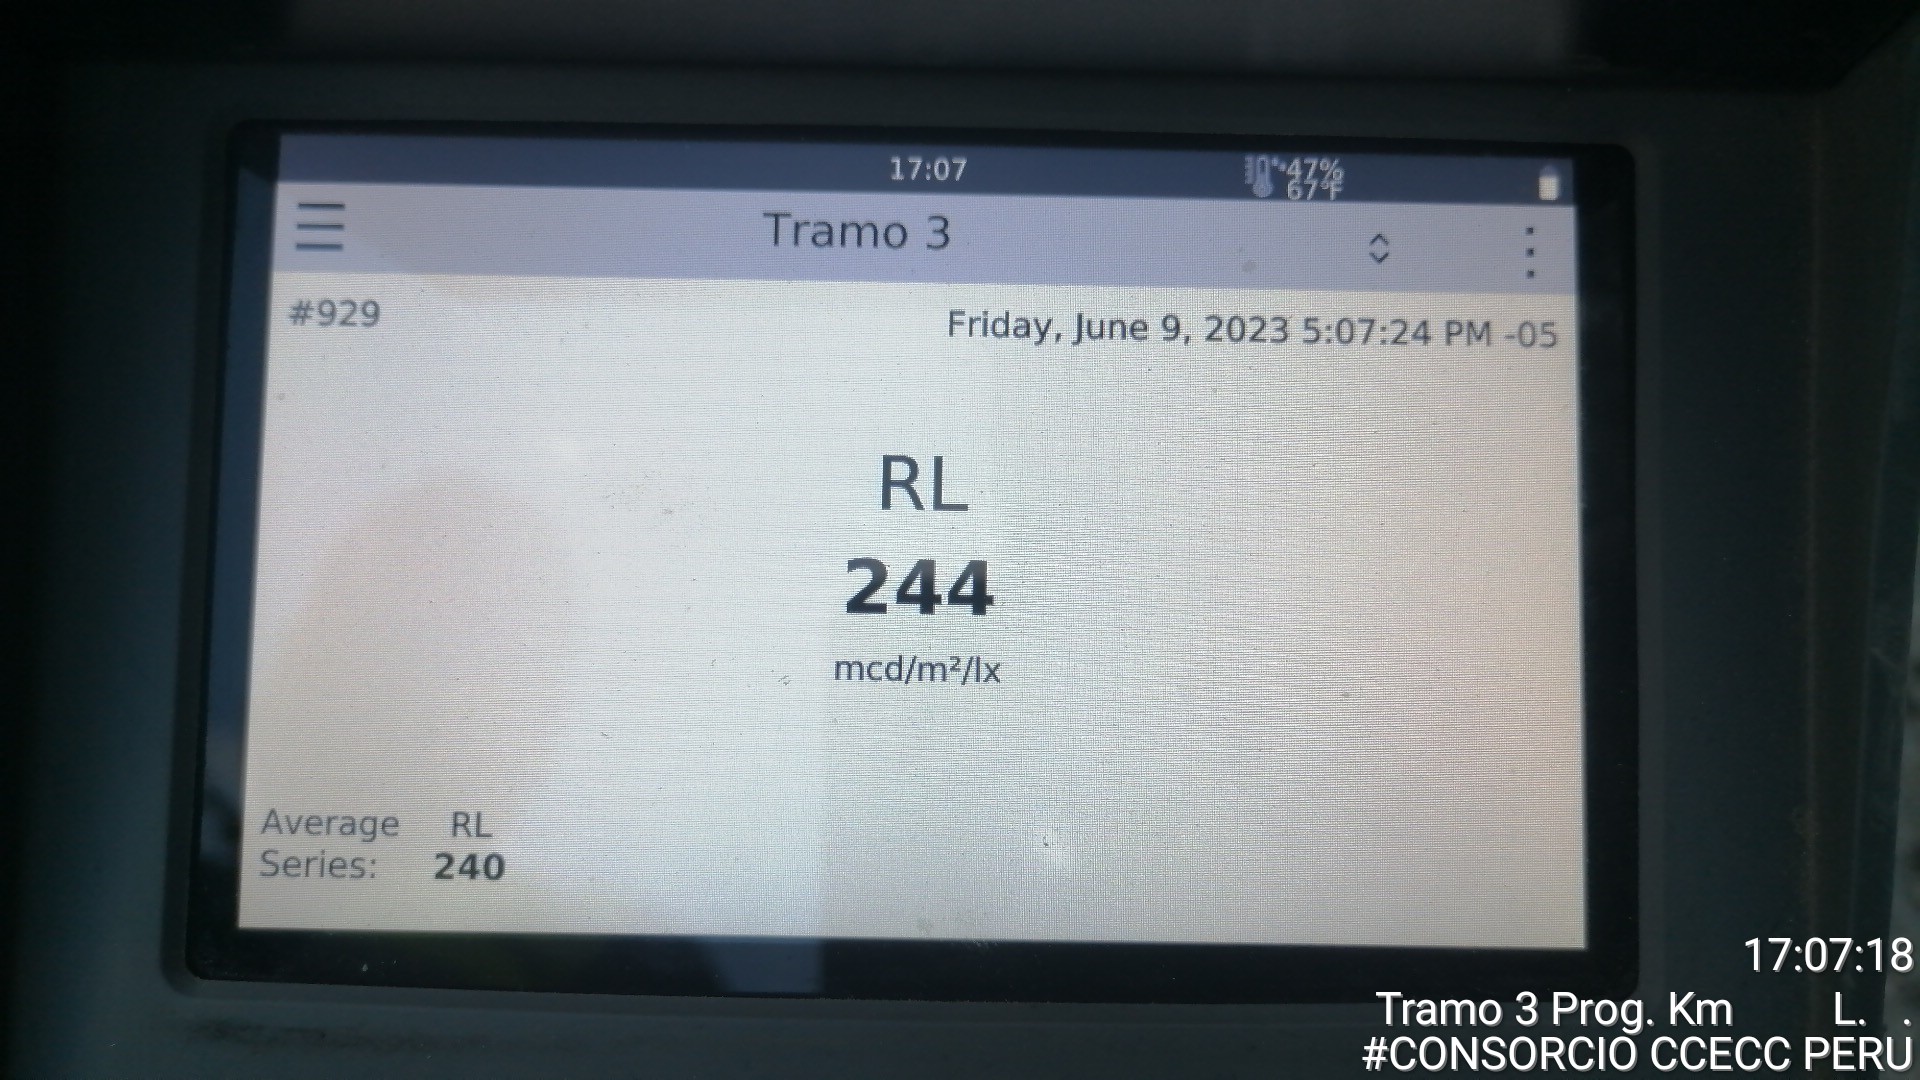 17:07
47%
67°F
Tramo 3
#929
Friday, June 9, 2023 5:07:24 PM -05
RL
244
mcd/m²/lx
Average RL
Series: 240
17:07:18
Tramo 3 Prog. Km L. .
#CONSORCIO CCECC PERU